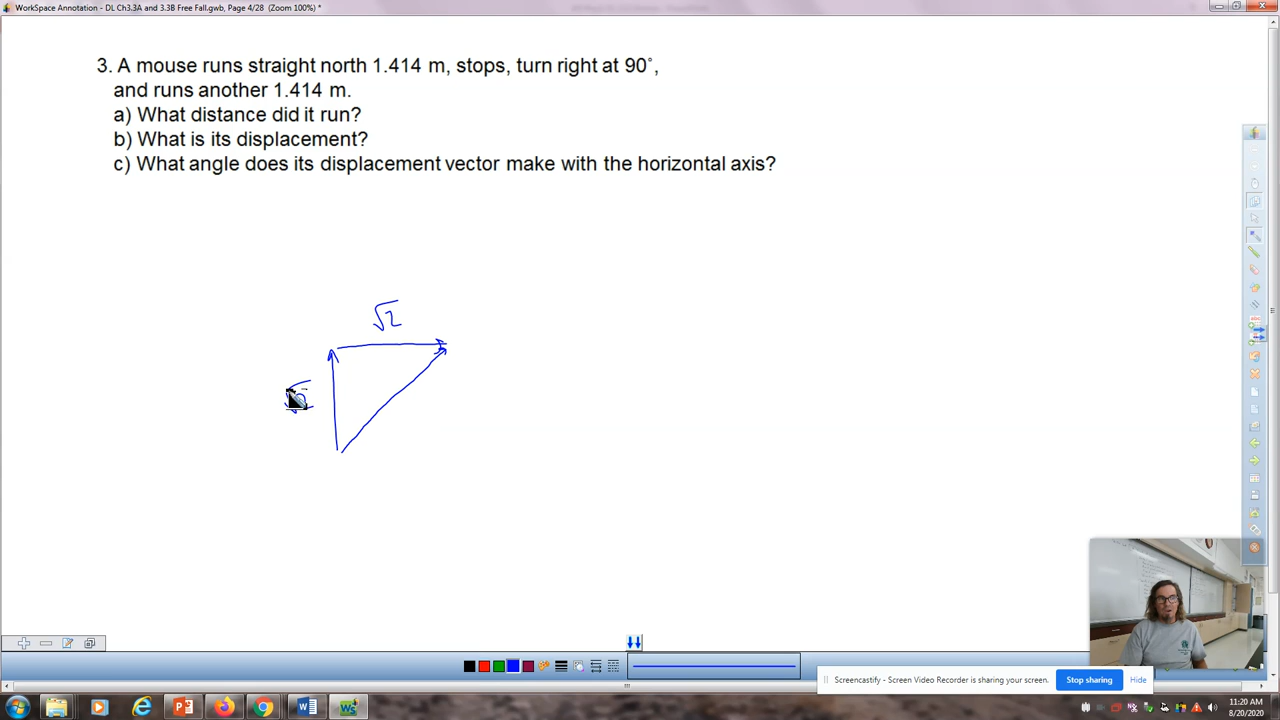 WorkSpace Annotation - DL Ch3.3A and 3.3B Free Fall.gwb, Page 4/28 (Zoom 100%) *
3. A mouse runs straight north 1.414 m, stops, turn right at 90˚,
and runs another 1.414 m.
a) What distance did it run?
b) What is its displacement?
c) What angle does its displacement vector make with the horizontal axis?
√2
Screencastify - Screen Video Recorder is sharing your screen.
Stop sharing
Hide
11:20 AM
8/20/2020